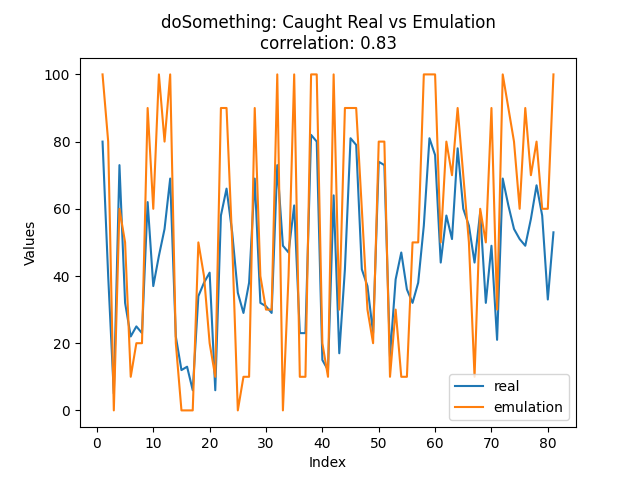 doSomething: Caught Real vs Emulation
correlation: 0.83
Values
100
80
60
40
20
0
0 10 20 30 40 50 60 70 80
Index
real
emulation